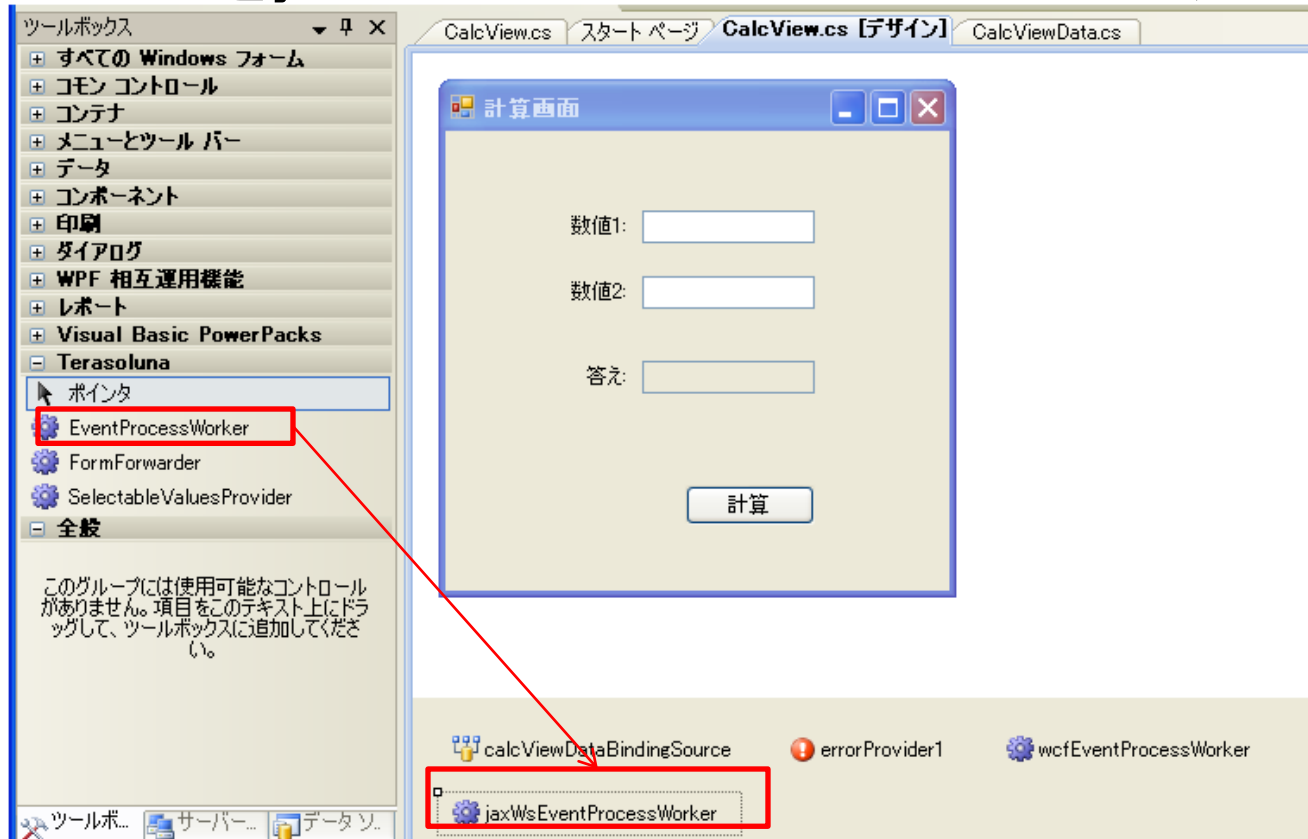 ツールボックス
すべての Windows フォーム
コモン コントロール
コンテナ
メニューとツール バー
データ
コンポーネント
印刷
ダイアログ
WPF 相互運用機能
レポート
Visual Basic PowerPacks
Terasoluna
ポインタ
EventProcessWorker
FormForwarder
SelectableValuesProvider
全般
このグループには使用可能なコントロール
がありません。項目をこのテキスト上にドラ
ッグして、ツールボックスに追加してくださ
い。
ツールボ...
サーバー...
データ ソ..
CalcView.cs
スタート ページ
CalcView.cs [デザイン]
CalcViewData.cs
計算画面
数値1:
数値2:
答え:
計算
calcViewDataBindingSource
errorProvider1
wcfEventProcessWorker
jaxWsEventProcessWorker